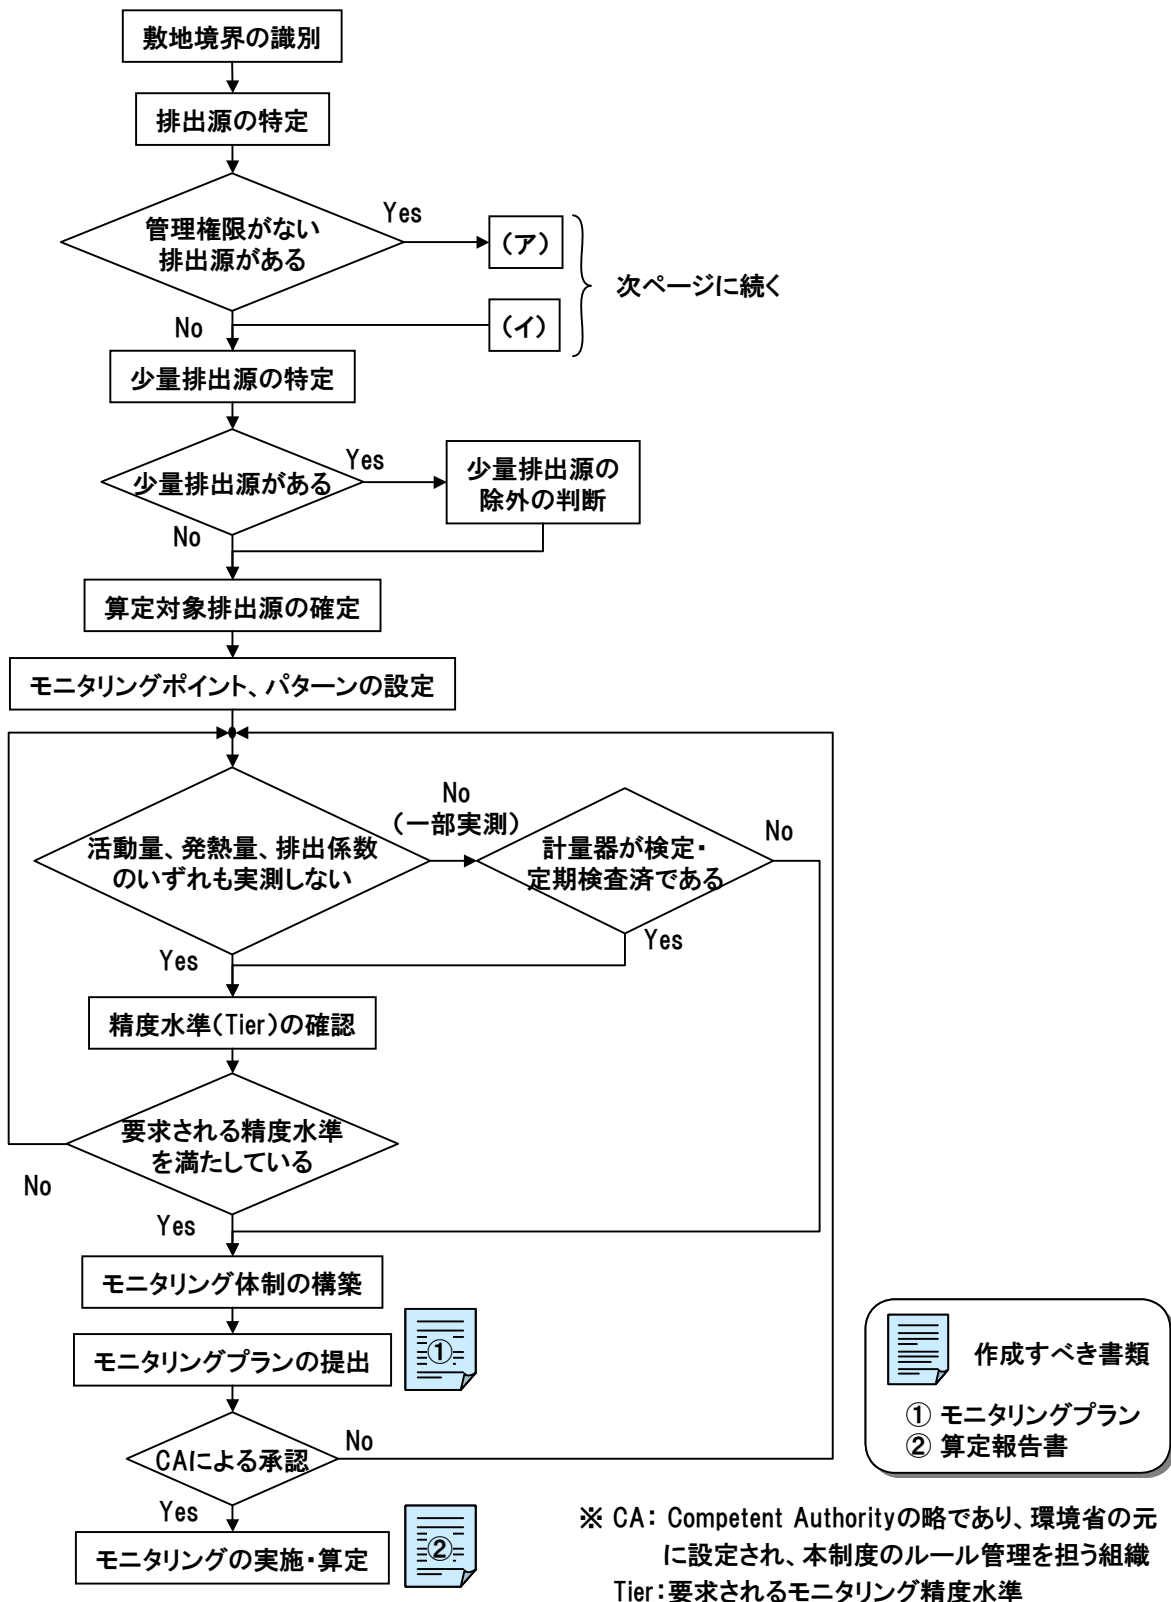 敷地境界の識別
排出源の特定
管理権限がない
排出源がある
Yes
(ア)
次ページに続く
(イ)
No
少量排出源の特定
少量排出源がある
Yes
少量排出源の
除外の判断
No
算定対象排出源の確定
モニタリングポイント、パターンの設定
活動量、発熱量、排出係数
のいずれも実測しない
No
(一部実測)
計量器が検定・
定期検査済である
No
Yes
Yes
精度水準(Tier)の確認
要求される精度水準
を満たしている
No
Yes
モニタリング体制の構築
モニタリングプランの提出
①
CAによる承認
No
Yes
モニタリングの実施・算定
②
作成すべき書類
① モニタリングプラン
② 算定報告書
※ CA: Competent Authorityの略であり、環境省の元
に設定され、本制度のルール管理を担う組織
Tier:要求されるモニタリング精度水準